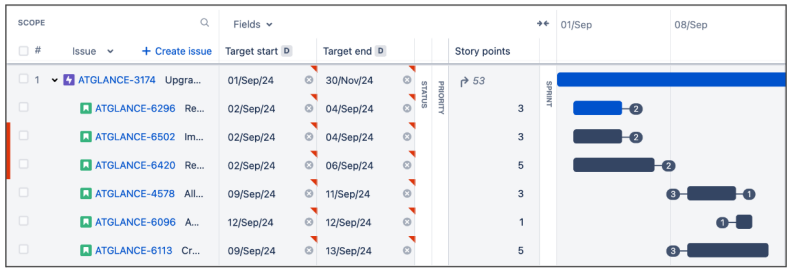 SCOPE Fields 01/Sep 08/Sep
# Issue + Create issue Target start D Target end D Story points
STATUS
PRIORITY
SPRINT
1 ATGLANCE-3174 Upgra... 01/Sep/24 30/Nov/24 53
ATGLANCE-6296 Re... 02/Sep/24 04/Sep/24 3 2
ATGLANCE-6502 Im... 02/Sep/24 04/Sep/24 3 2
ATGLANCE-6420 Re... 02/Sep/24 06/Sep/24 5 2
ATGLANCE-4578 All... 09/Sep/24 11/Sep/24 3 3 1
ATGLANCE-6096 A... 12/Sep/24 12/Sep/24 1 1
ATGLANCE-6113 Cr... 09/Sep/24 13/Sep/24 5 3